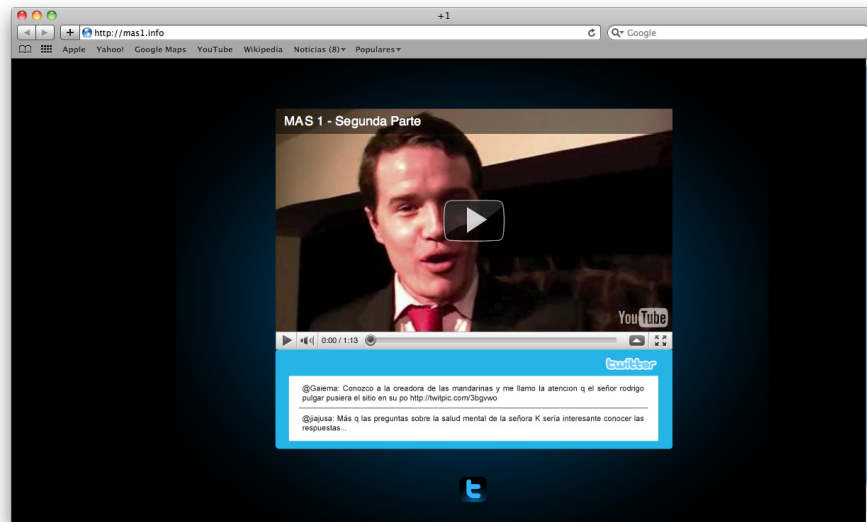 +1
http://mas1.info
Google
Apple Yahoo! Google Maps YouTube Wikipedia Noticias (8) Populares
MAS 1 - Segunda Parte
YouTube
0:00 / 1:13
twitter
@Gaiema: Conozco a la creadora de las mandarinas y me llamo la atencion q el señor rodrigo
pulgar pusiera el sitio en su po http://twitpic.com/3bgvwo
@jiajusa: Más q las preguntas sobre la salud mental de la señora K sería interesante conocer las
respuestas...
t